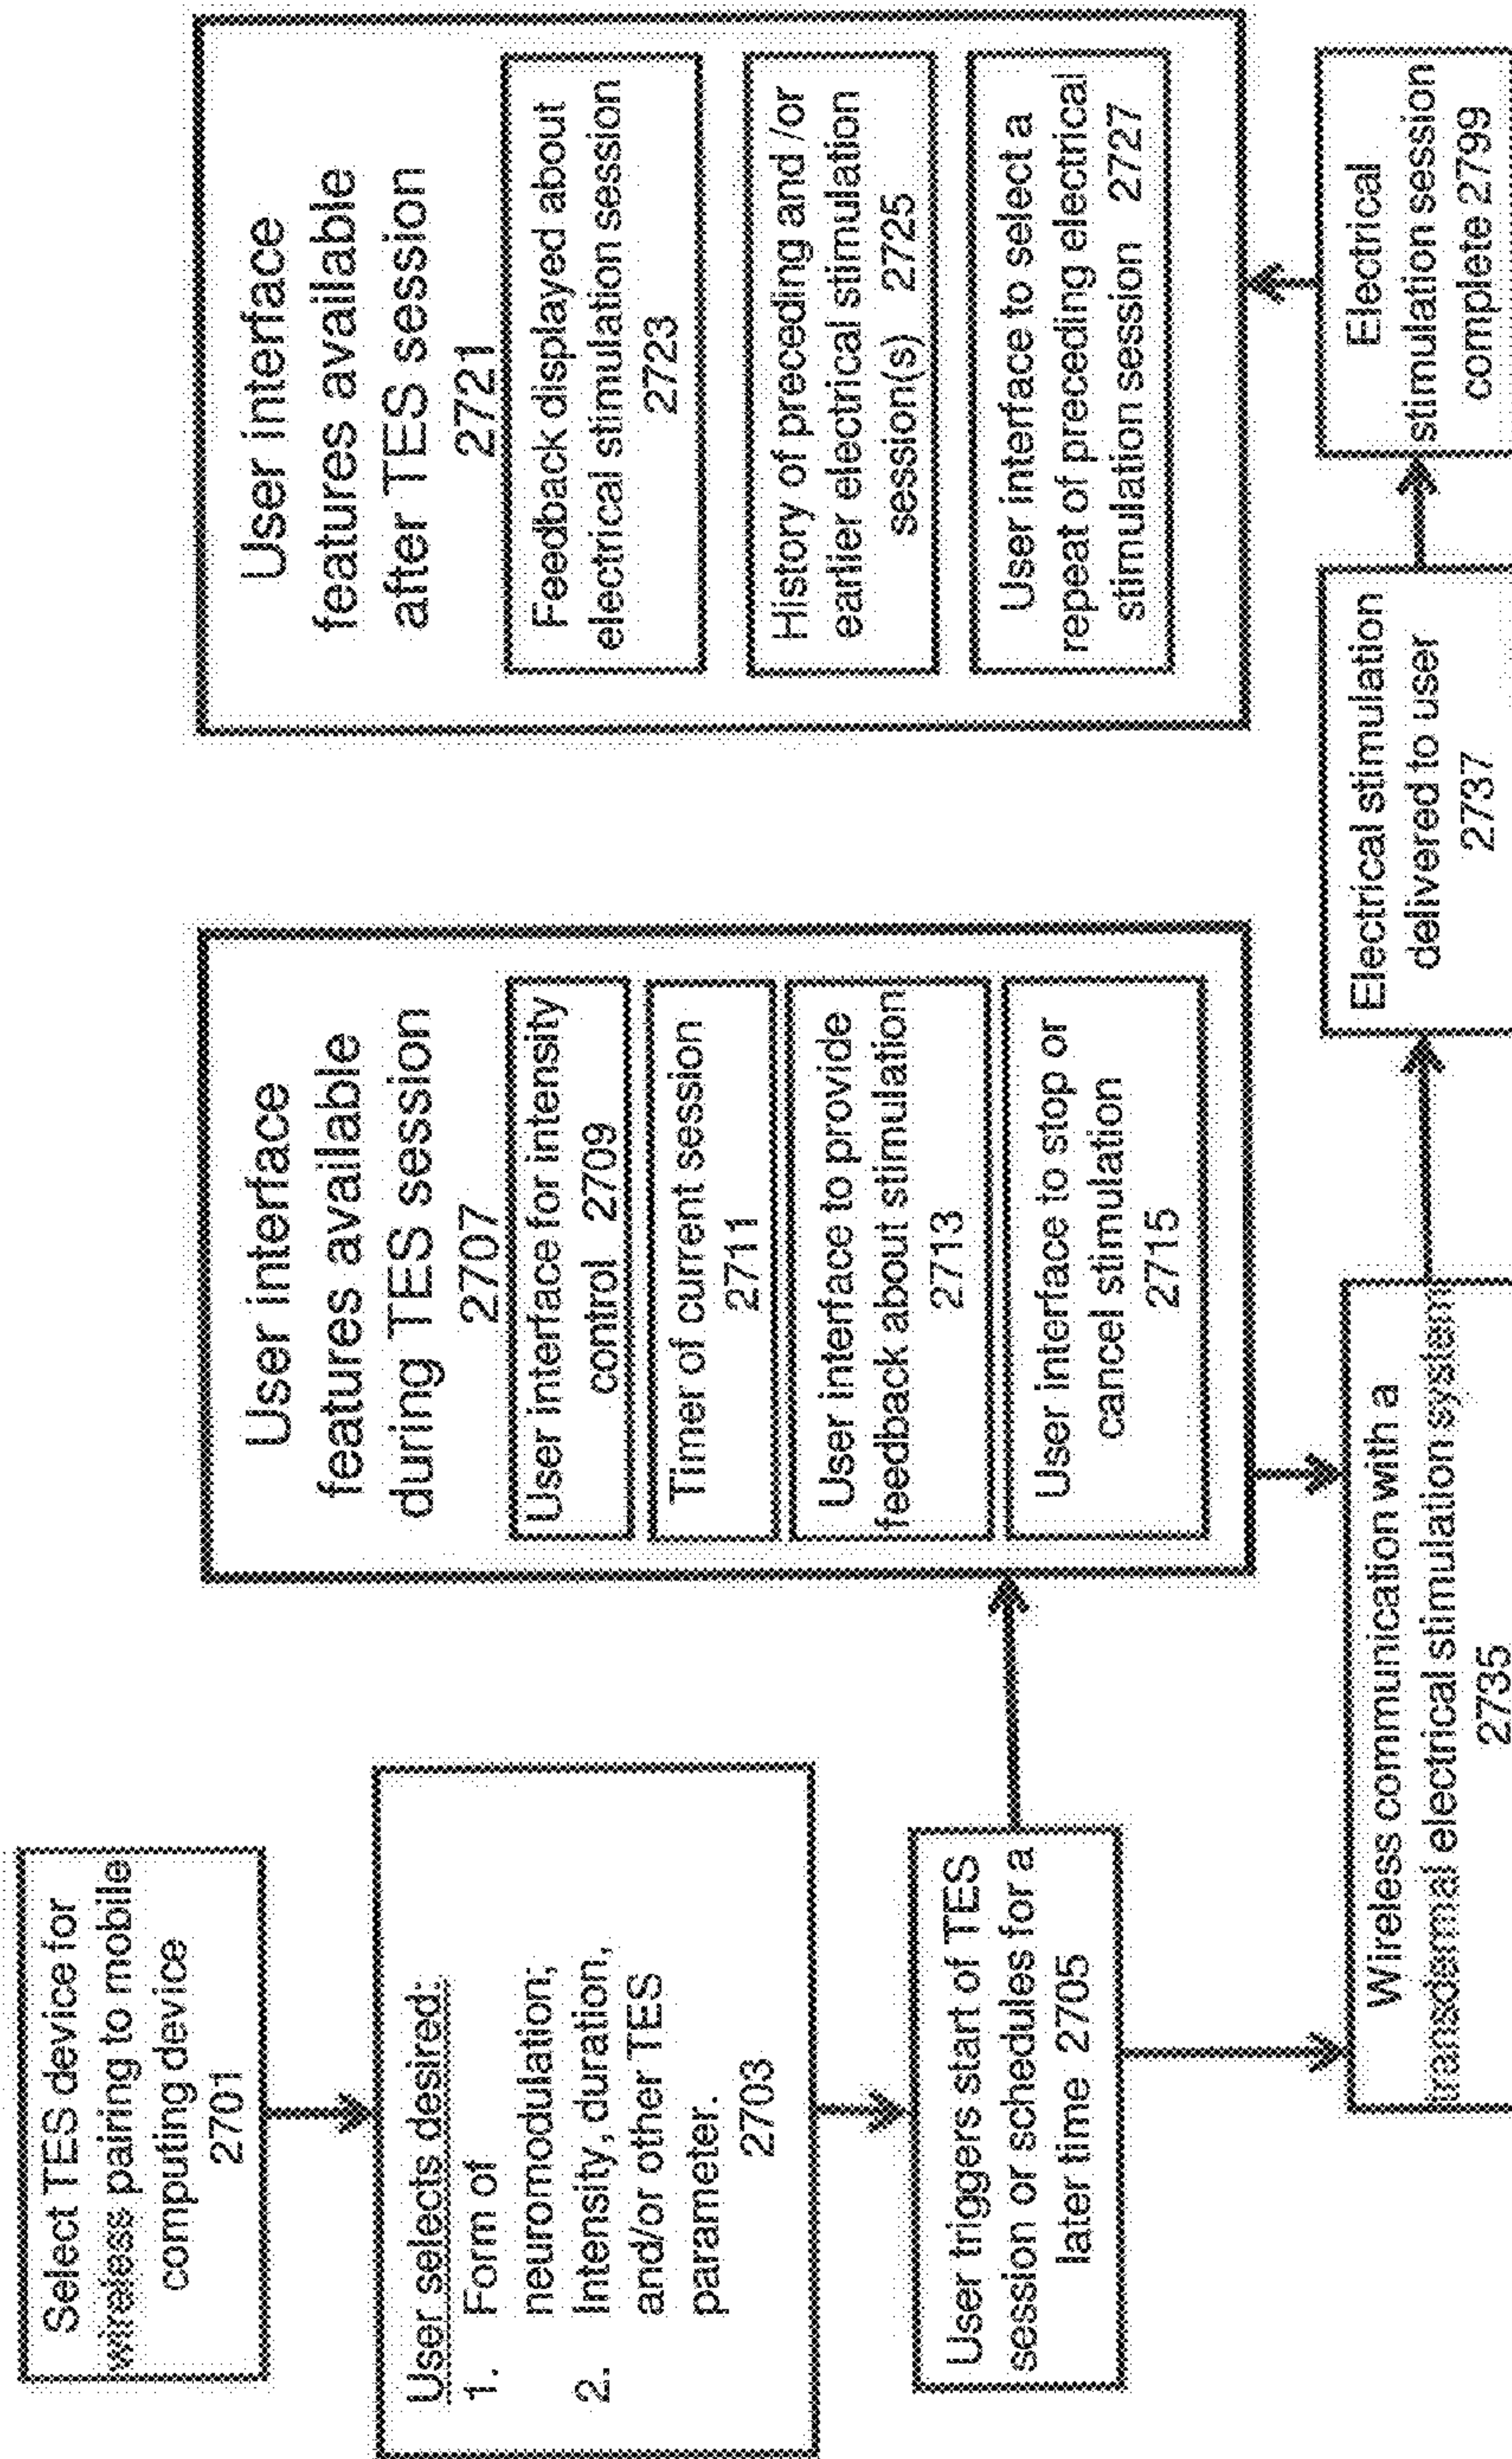 Select TES device for
wireless pairing to mobile
computing device
2701
User selects desired:
1. Form of
neuromodulation;
2. Intensity, duration,
and/or other TES
parameter.
2703
User triggers start of TES
session or schedules for a
later time 2705
User interface
features available
during TES session
2707
User interface for intensity
control 2709
Timer of current session
2711
User interface to provide
feedback about stimulation
2713
User interface to stop or
cancel stimulation
2715
Wireless communication with a
transdermal electrical stimulation system
2735
Electrical stimulation
delivered to user
2737
Electrical
stimulation session
complete 2799
User interface
features available
after TES session
2721
Feedback displayed about
electrical stimulation session
2723
History of preceding and /or
earlier electrical stimulation
session(s) 2725
User interface to select a
repeat of preceding electrical
stimulation session 2727